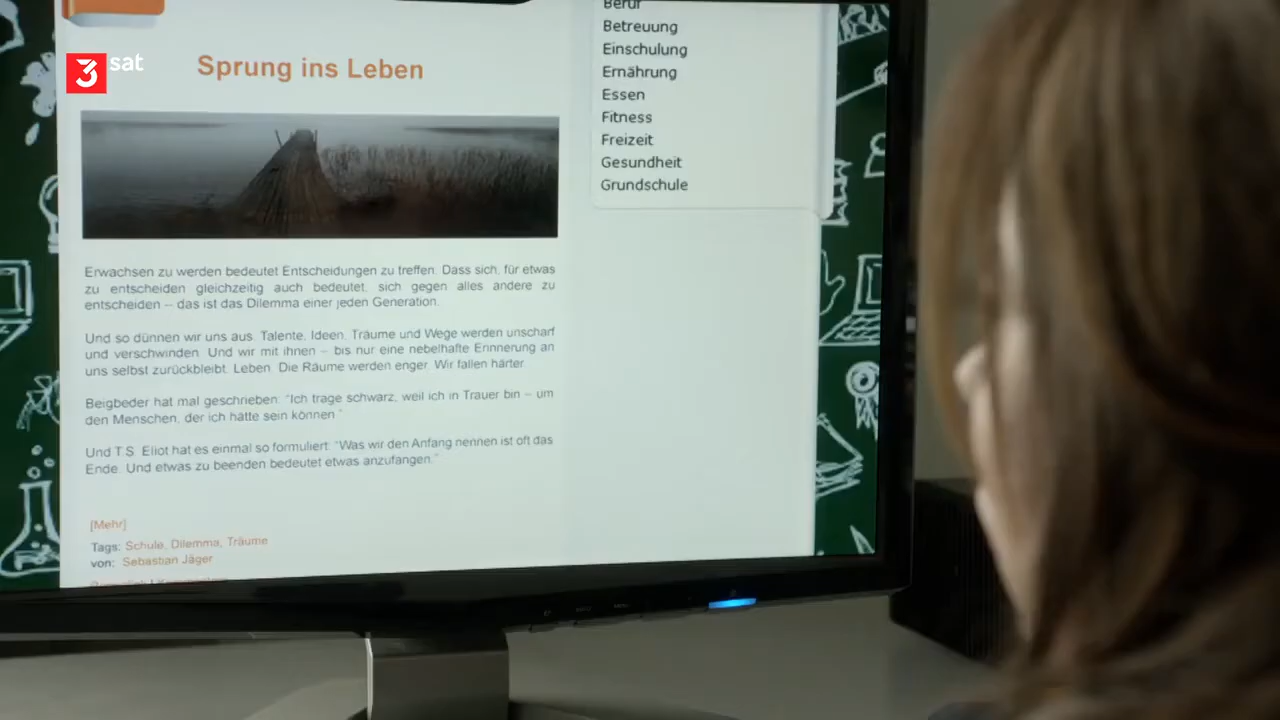 3sat
Sprung ins Leben
Erwachsen zu werden bedeutet Entscheidungen zu treffen. Dass sich, für etwas
zu entscheiden gleichzeitig auch bedeutet, sich gegen alles andere zu
entscheiden – das ist das Dilemma einer jeden Generation.
Und so dünnen wir uns aus. Talente, Ideen, Träume und Wege werden unscharf
und verschwinden. Und wir mit ihnen – bis nur eine nebelhafte Erinnerung an
uns selbst zurückbleibt. Leben. Die Räume werden enger. Wir fallen härter.
Beigbeder hat mal geschrieben: "Ich trage schwarz, weil ich in Trauer bin – um
den Menschen, der ich hätte sein können."
Und T.S. Eliot hat es einmal so formuliert: "Was wir den Anfang nennen ist oft das
Ende. Und etwas zu beenden bedeutet etwas anzufangen."
[Mehr]
Tags: Schule, Dilemma, Träume
von: Sebastian Jäger
Beruf
Betreuung
Einschulung
Ernährung
Essen
Fitness
Freizeit
Gesundheit
Grundschule